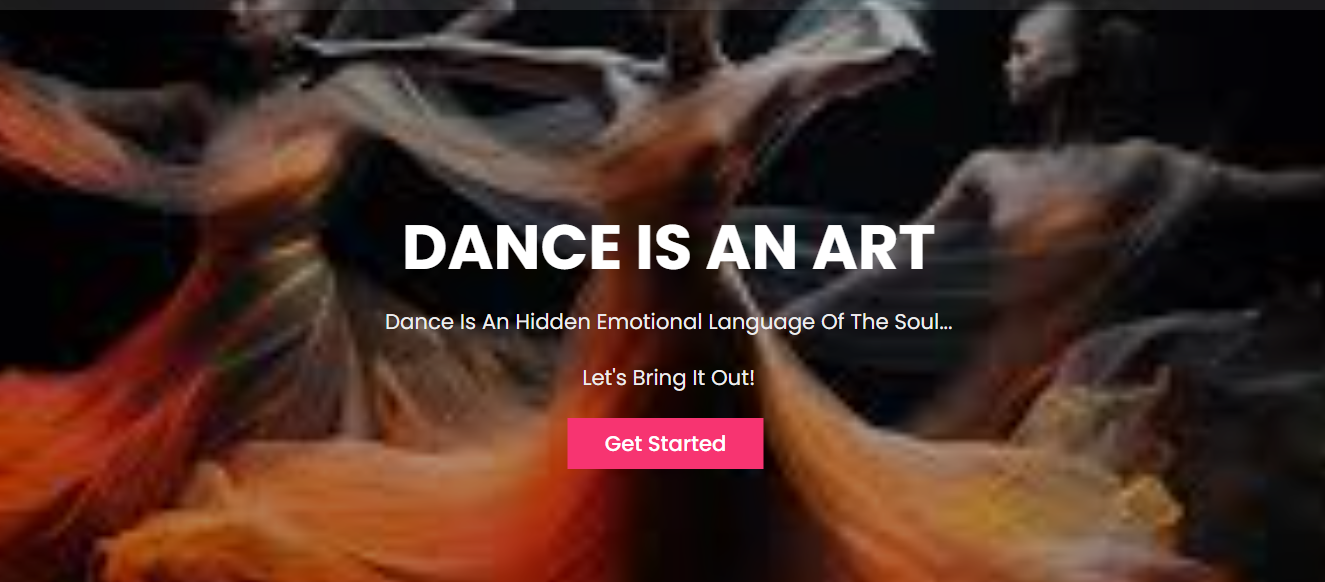 DANCE IS AN ART
Dance Is An Hidden Emotional Language Of The Soul...
Let's Bring It Out!
Get Started